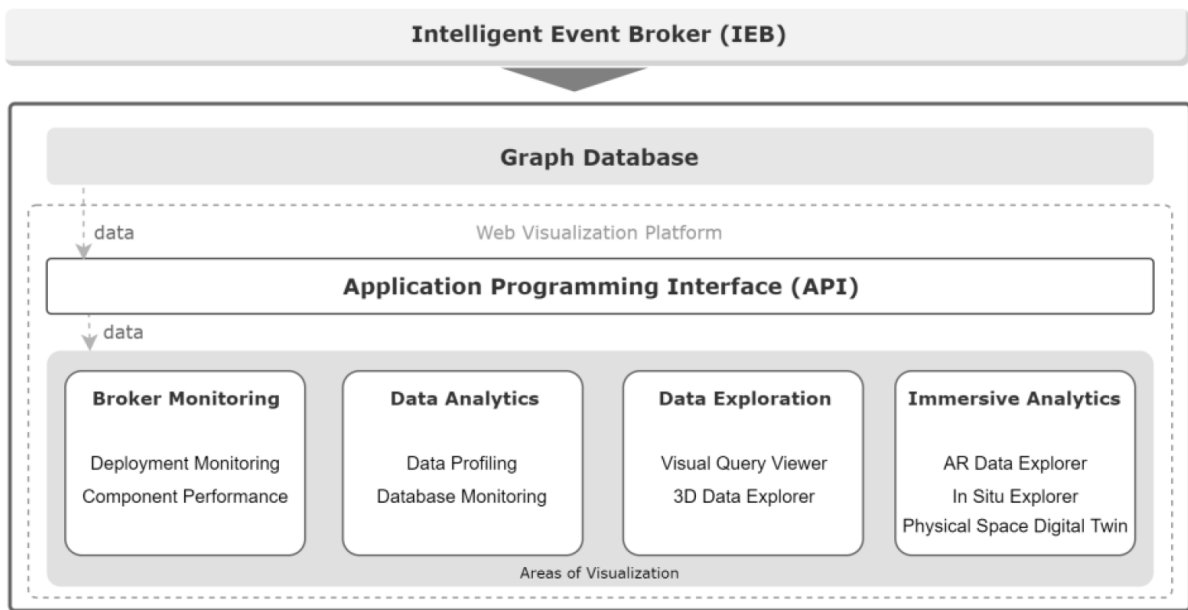 Intelligent Event Broker (IEB)
Graph Database
data
Web Visualization Platform
Application Programming Interface (API)
data
Broker Monitoring
Deployment Monitoring
Component Performance
Data Analytics
Data Profiling
Database Monitoring
Data Exploration
Visual Query Viewer
3D Data Explorer
Immersive Analytics
AR Data Explorer
In Situ Explorer
Physical Space Digital Twin
Areas of Visualization